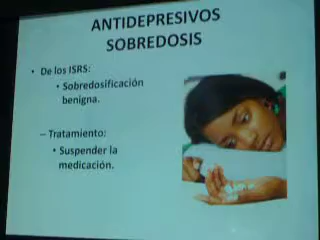 ANTIDEPRESIVOS
SOBREDOSIS
• De los ISRS:
• Sobredosificación
benigna.
– Tratamiento:
• Suspender la
medicación.